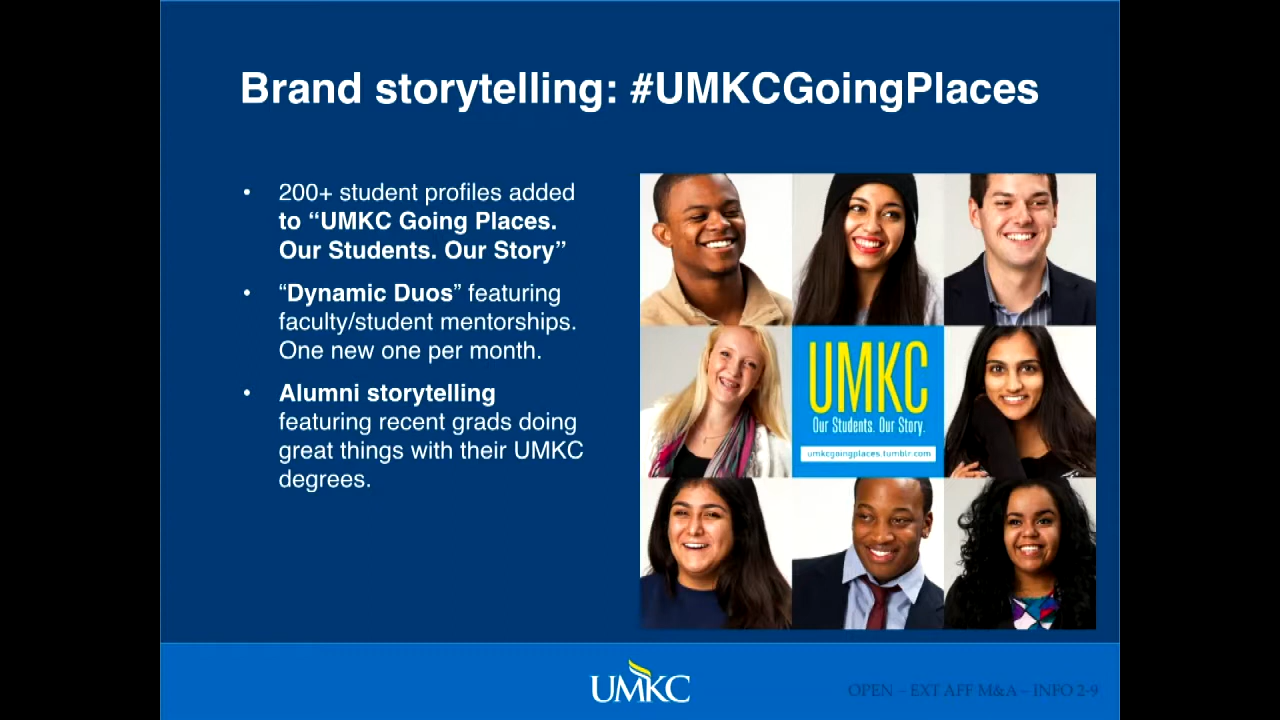 Brand storytelling: #UMKCGoingPlaces
• 200+ student profiles added
to “UMKC Going Places.
Our Students. Our Story”
• “Dynamic Duos” featuring
faculty/student mentorships.
One new one per month.
• Alumni storytelling
featuring recent grads doing
great things with their UMKC
degrees.
UMKC
Our Students. Our Story.
umkcgoingplaces.tumblr.com
UMKC
OPEN – EXT AFF M&A – INFO 2-9